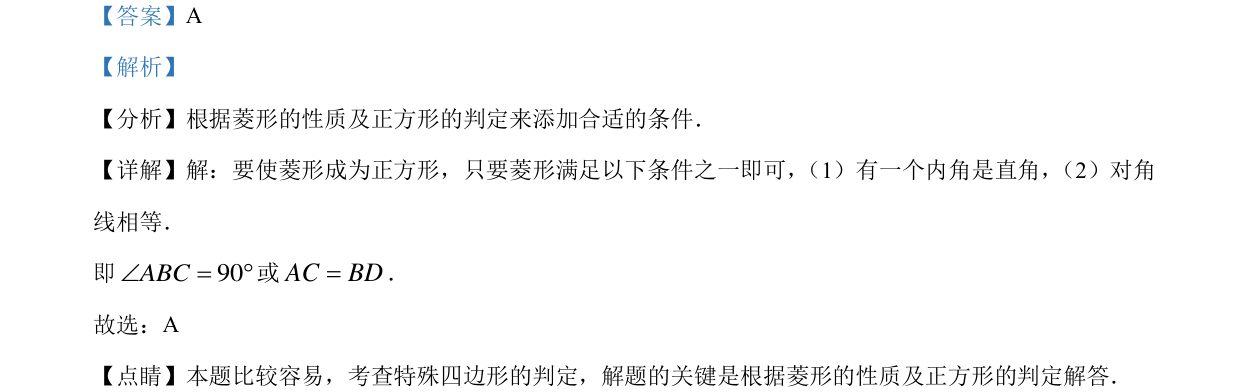 【答案】A
【解析】
【分析】根据菱形的性质及正方形的判定来添加合适的条件．
【详解】解：要使菱形成为正方形，只要菱形满足以下条件之一即可，（1）有一个内角是直角，（2）对角
线相等．
即∠ABC = 90°或 AC = BD．
故选：A
【点睛】本题比较容易，考查特殊四边形的判定，解题的关键是根据菱形的性质及正方形的判定解答．